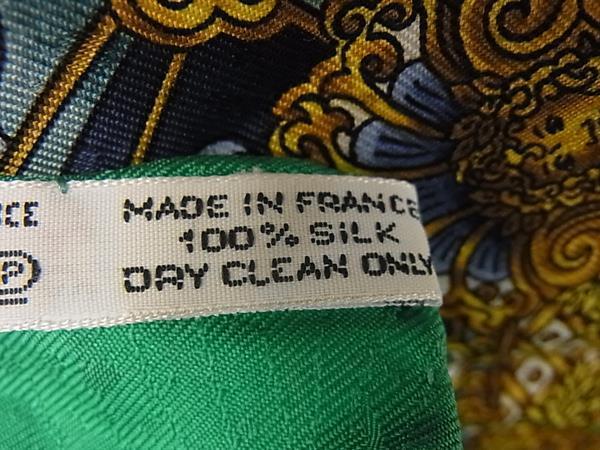 MADE IN FRANCE
100% SILK
DRY CLEAN ONLY
P